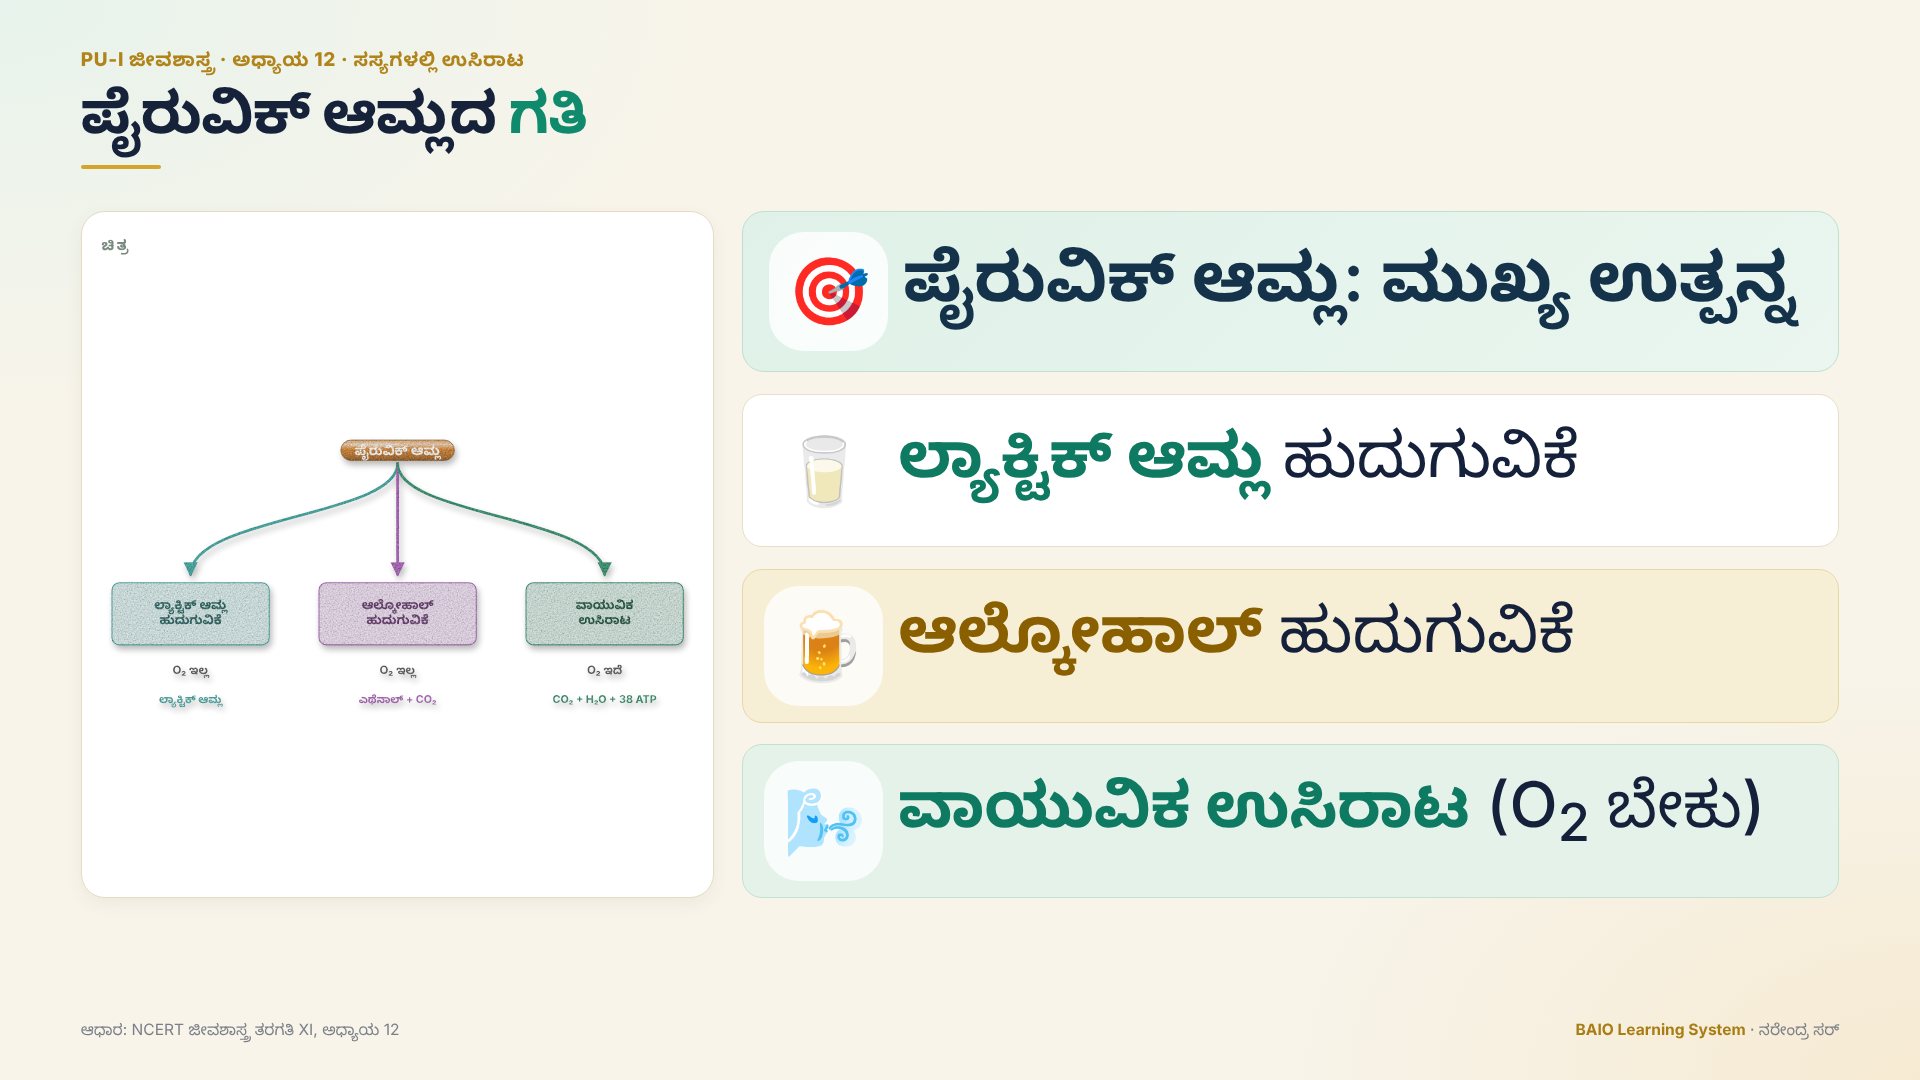 PU-I ಜೀವಶಾಸ್ತ್ರ · ಅಧ್ಯಾಯ 12 · ಸಸ್ಯಗಳಲ್ಲಿ ಉಸಿರಾಟ
ಪೈರುವಿಕ್ ಆಮ್ಲದ ಗತಿ
ಚಿತ್ರ
ಪೈರುವಿಕ್ ಆಮ್ಲ
ಲ್ಯಾಕ್ಟಿಕ್ ಆಮ್ಲ
ಹುದುಗುವಿಕೆ
O₂ ಇಲ್ಲ
ಲ್ಯಾಕ್ಟಿಕ್ ಆಮ್ಲ
ಆಲ್ಕೋಹಾಲ್
ಹುದುಗುವಿಕೆ
O₂ ಇಲ್ಲ
ಎಥೆನಾಲ್ + CO₂
ವಾಯುವಿಕ
ಉಸಿರಾಟ
O₂ ಇದೆ
CO₂ + H₂O + 38 ATP
ಪೈರುವಿಕ್ ಆಮ್ಲ: ಮುಖ್ಯ ಉತ್ಪನ್ನ
ಲ್ಯಾಕ್ಟಿಕ್ ಆಮ್ಲ ಹುದುಗುವಿಕೆ
ಆಲ್ಕೋಹಾಲ್ ಹುದುಗುವಿಕೆ
ವಾಯುವಿಕ ಉಸಿರಾಟ (O₂ ಬೇಕು)
ಆಧಾರ: NCERT ಜೀವಶಾಸ್ತ್ರ ತರಗತಿ XI, ಅಧ್ಯಾಯ 12
BAIO Learning System · ನರೇಂದ್ರ ಸರ್